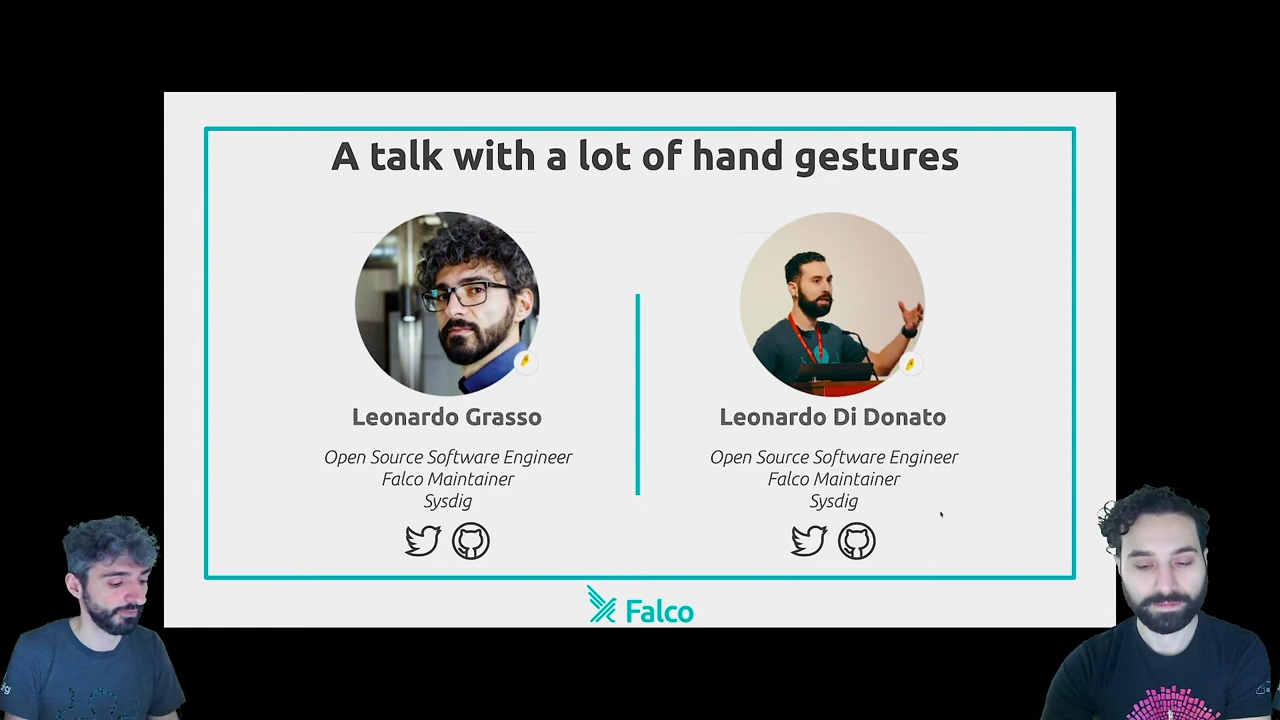 A talk with a lot of hand gestures
Leonardo Grasso
Open Source Software Engineer
Falco Maintainer
Sysdig
Leonardo Di Donato
Open Source Software Engineer
Falco Maintainer
Sysdig
Falco